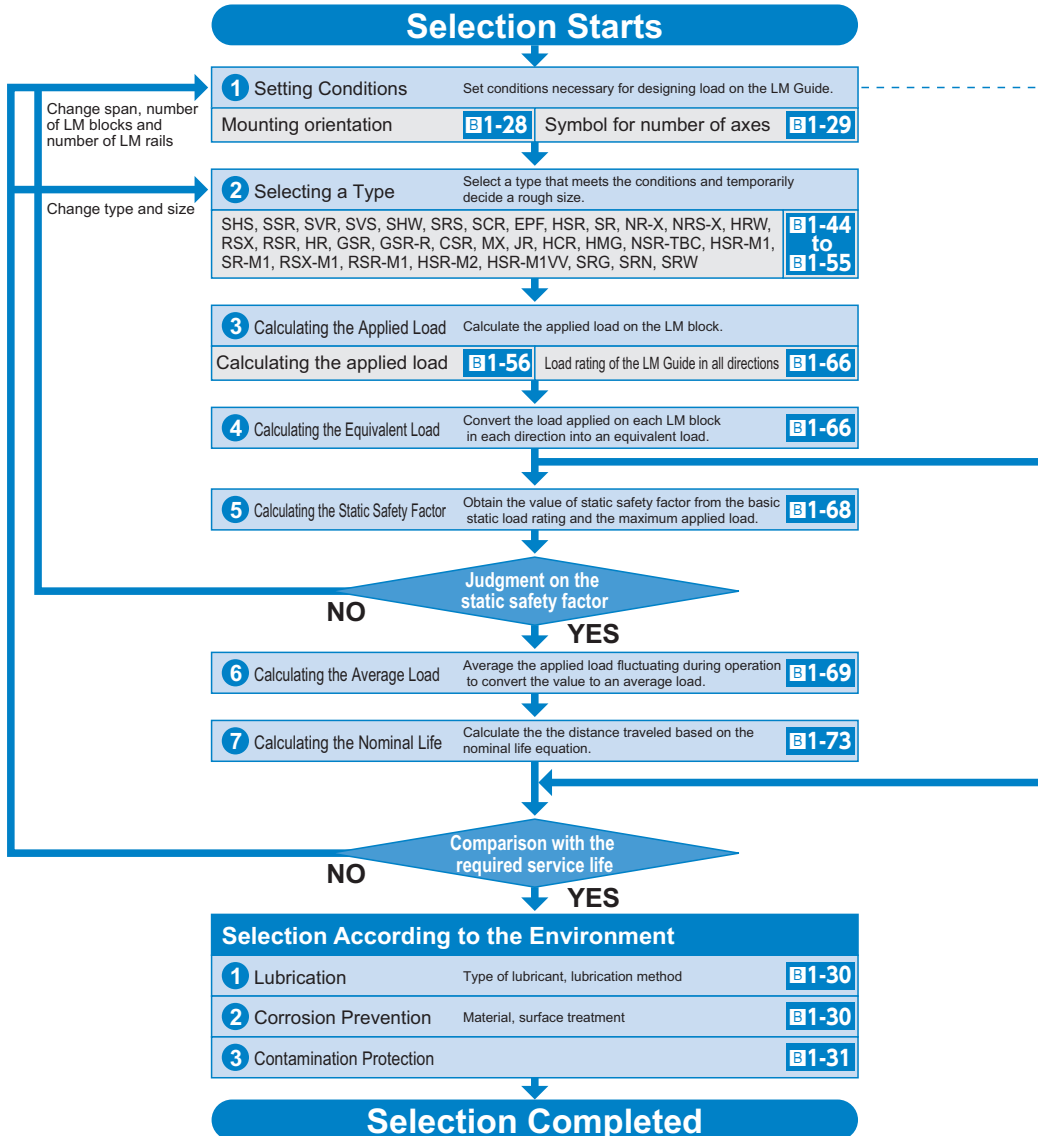 Selection Starts
1 Setting Conditions Set conditions necessary for designing load on the LM Guide.
Change span, number
of LM blocks and
number of LM rails
Mounting orientation B1-28 Symbol for number of axes B1-29
2 Selecting a Type Select a type that meets the conditions and temporarily
decide a rough size.
Change type and size
SHS, SSR, SVR, SVS, SHW, SRS, SCR, EPF, HSR, SR, NR-X, NRS-X, HRW,
RSX, RSR, HR, GSR, GSR-R, CSR, MX, JR, HCR, HMG, NSR-TBC, HSR-M1,
SR-M1, RSX-M1, RSR-M1, HSR-M2, HSR-M1VV, SRG, SRN, SRW
B1-44
to
B1-55
3 Calculating the Applied Load Calculate the applied load on the LM block.
Calculating the applied load B1-56 Load rating of the LM Guide in all directions B1-66
4 Calculating the Equivalent Load Convert the load applied on each LM block
in each direction into an equivalent load. B1-66
5 Calculating the Static Safety Factor Obtain the value of static safety factor from the basic
static load rating and the maximum applied load. B1-68
Judgment on the
static safety factor
NO
YES
6 Calculating the Average Load Average the applied load fluctuating during operation
to convert the value to an average load. B1-69
7 Calculating the Nominal Life Calculate the the distance traveled based on the
nominal life equation. B1-73
Comparison with the
required service life
NO
YES
Selection According to the Environment
1 Lubrication Type of lubricant, lubrication method B1-30
2 Corrosion Prevention Material, surface treatment B1-30
3 Contamination Protection B1-31
Selection Completed